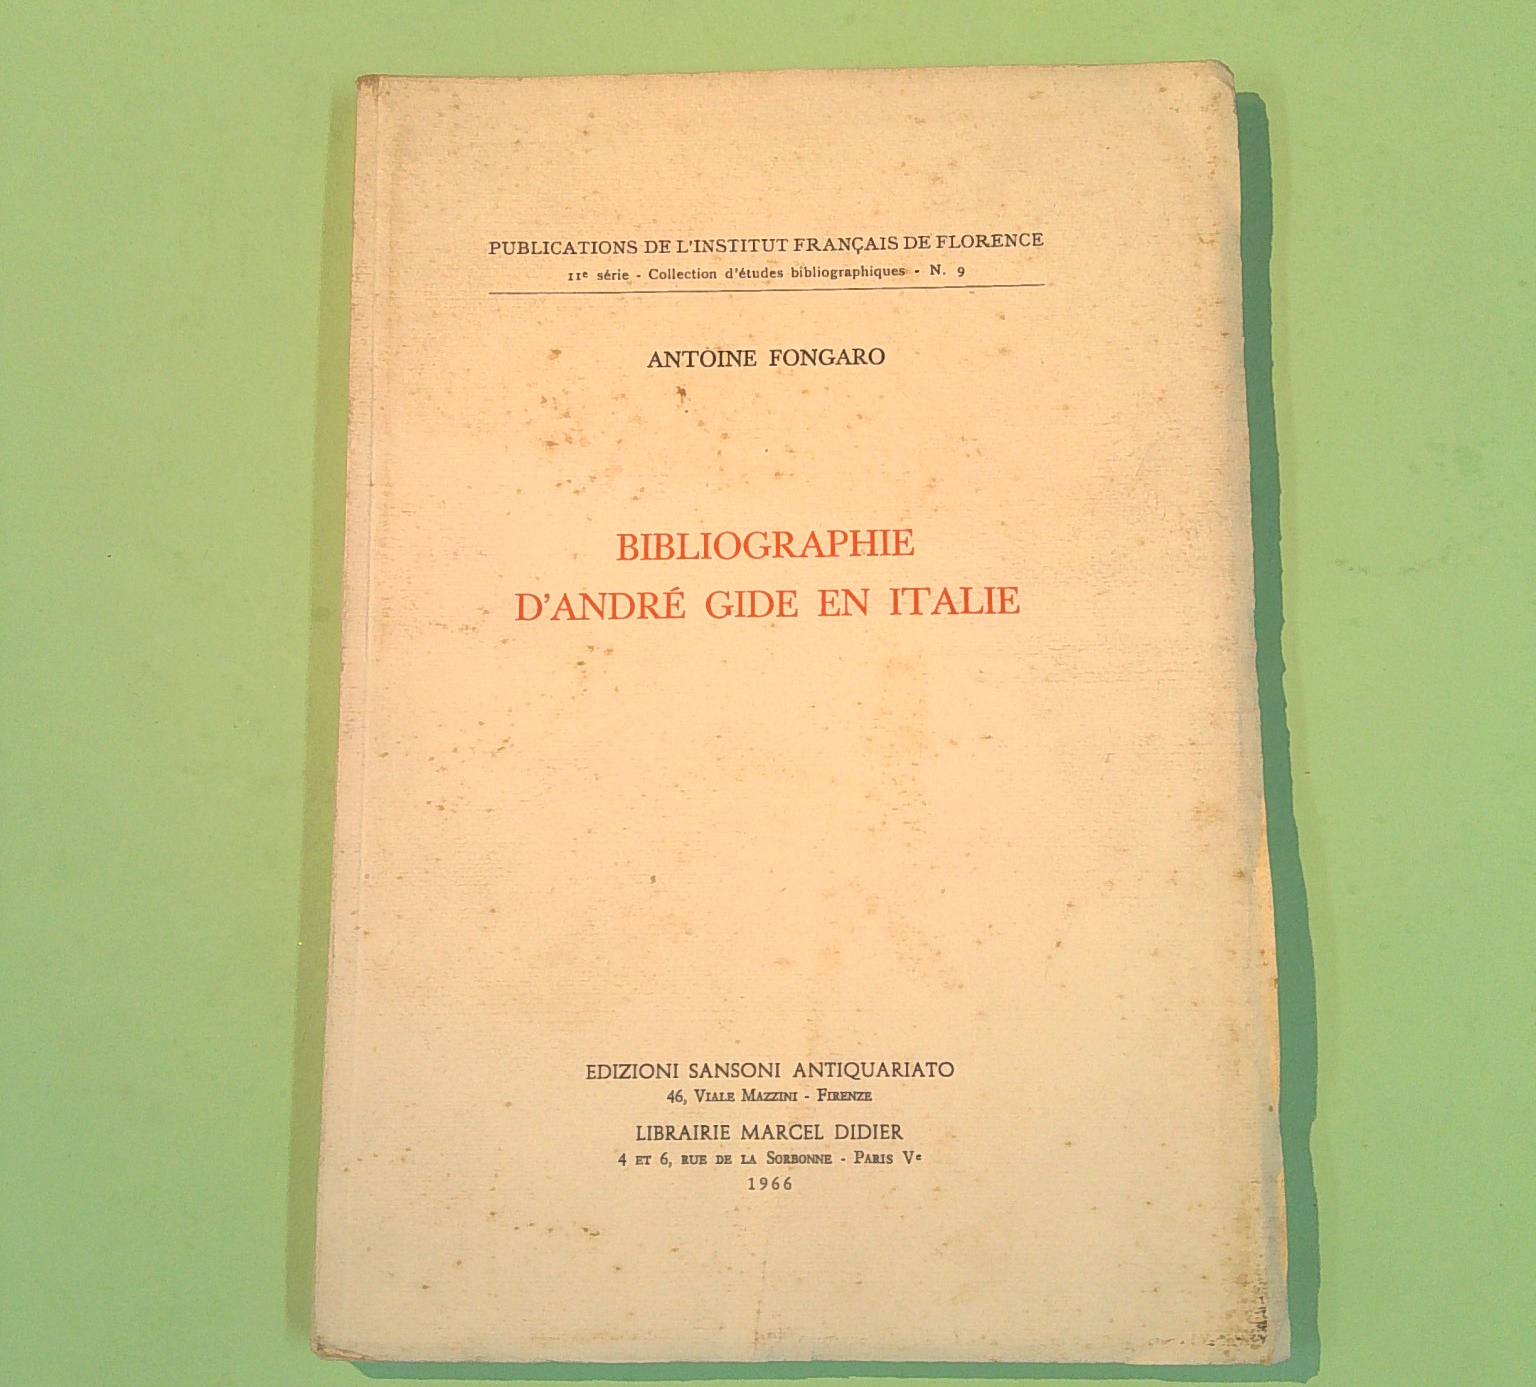 PUBLICATIONS DE L'INSTITUT FRANÇAIS DE FLORENCE
IIe série - Collection d'études bibliographiques - N. 9
ANTOINE FONGARO
BIBLIOGRAPHIE
D'ANDRÉ GIDE EN ITALIE
EDIZIONI SANSONI ANTIQUARIATO
46, VIALE MAZZINI - FIRENZE
LIBRAIRIE MARCEL DIDIER
4 ET 6, RUE DE LA SORBONNE - PARIS Ve
1966